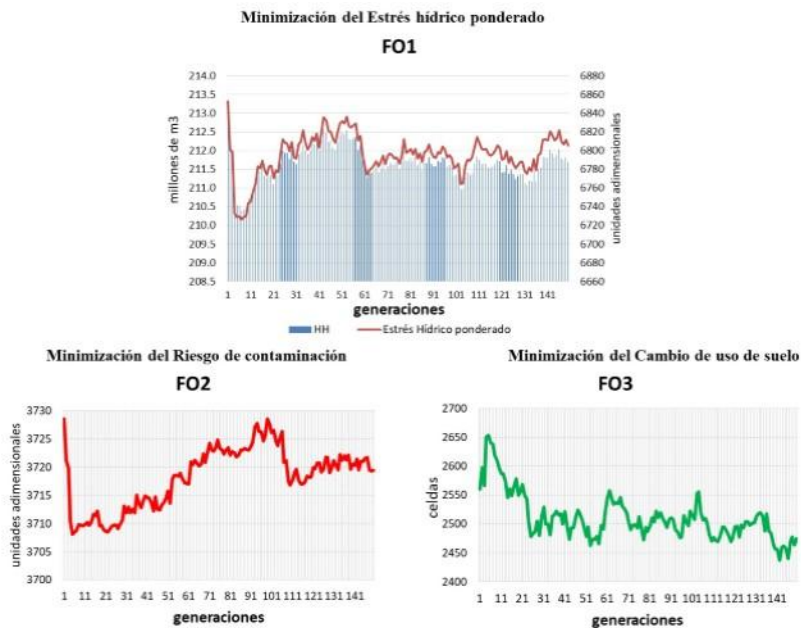 Minimización del Estrés hídrico ponderado
FO1
214.0
213.5
213.0
212.5
212.0
211.5
211.0
210.5
210.0
209.5
209.0
208.5
millones de m3
6880
6860
6840
6820
6800
6780
6760
6740
6720
6700
6680
6660
unidades adimensionales
1 11 21 31 41 51 61 71 81 91 101 111 121 131 141
generaciones
HH Estrés Hídrico ponderado
Minimización del Riesgo de contaminación
FO2
3730
3725
3720
3715
3710
3705
3700
unidades adimensionales
1 11 21 31 41 51 61 71 81 91 101 111 121 131 141
generaciones
Minimización del Cambio de uso de suelo
FO3
2700
2650
2600
2550
2500
2450
2400
celdas
1 11 21 31 41 51 61 71 81 91 101 111 121 131 141
generaciones